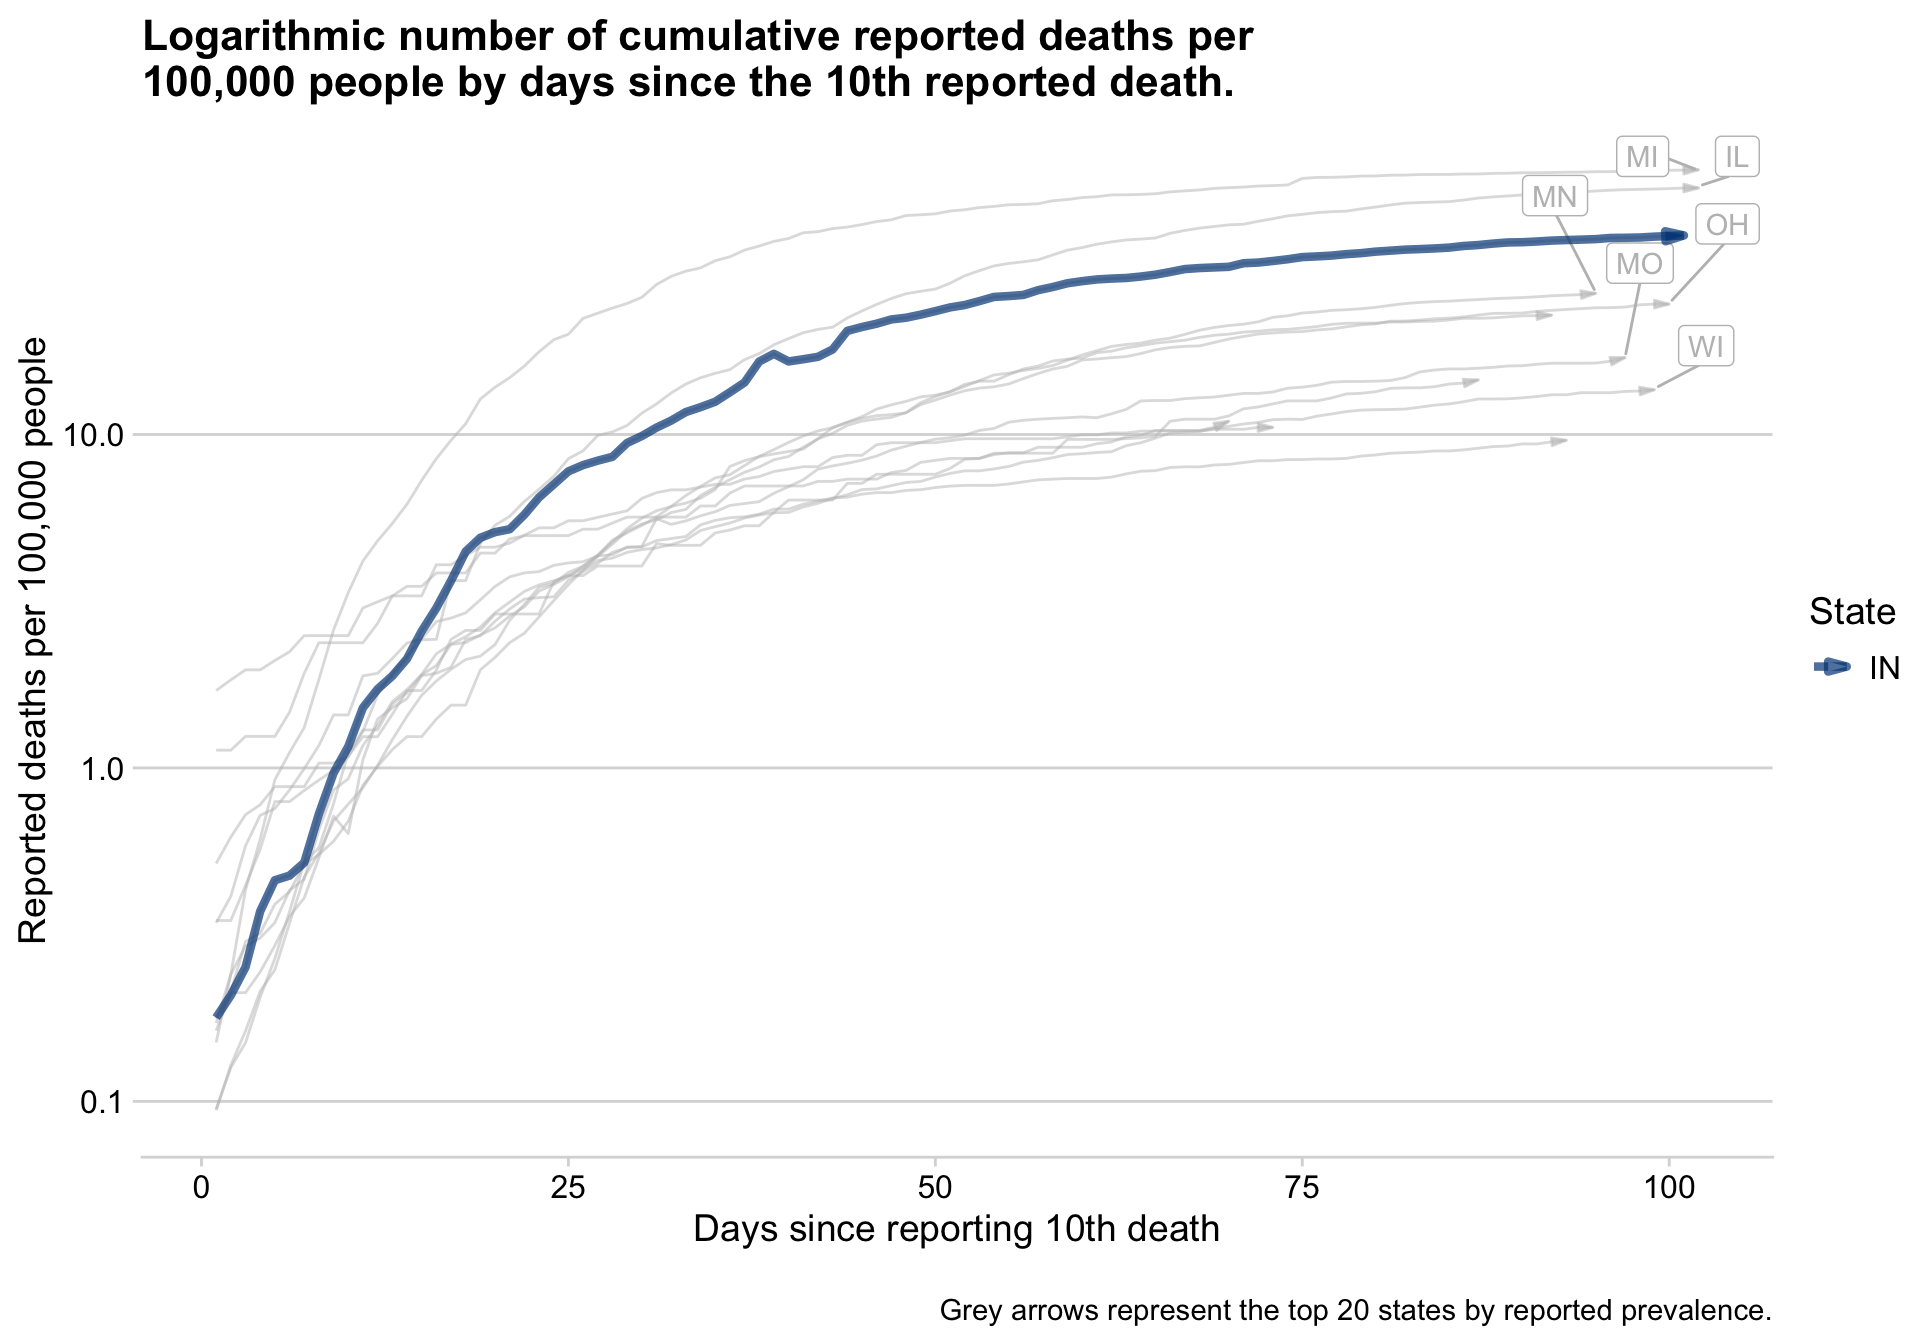 Logarithmic number of cumulative reported deaths per
100,000 people by days since the 10th reported death.
MI
IL
MN
OH
MO
WI
Reported deaths per 100,000 people
10.0
1.0
0.1
State
IN
0
25
50
75
100
Days since reporting 10th death
Grey arrows represent the top 20 states by reported prevalence.